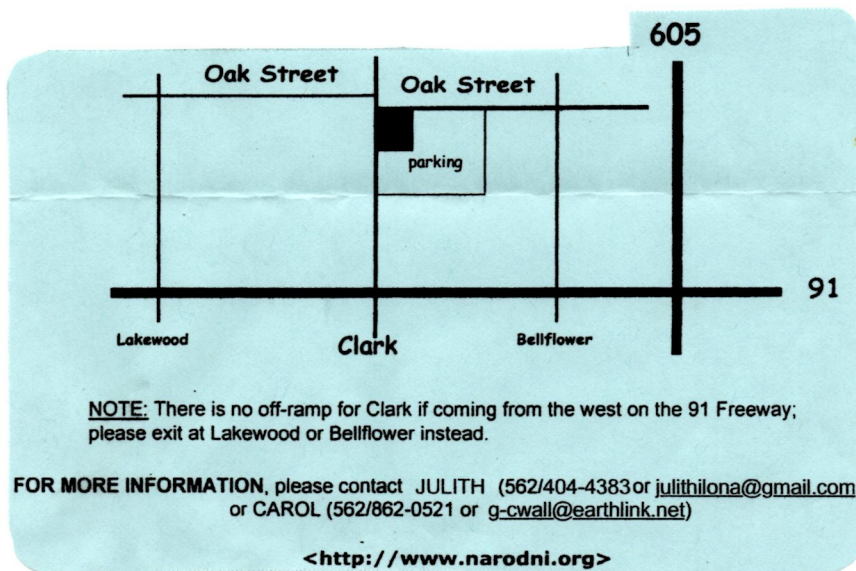 605
Oak Street
Oak Street
parking
91
Lakewood
Clark
Bellflower
NOTE: There is no off-ramp for Clark if coming from the west on the 91 Freeway;
please exit at Lakewood or Bellflower instead.
FOR MORE INFORMATION, please contact JULITH (562/404-4383 or julithilona@gmail.com
or CAROL (562/862-0521 or g-cwall@earthlink.net)
<http://www.narodni.org>